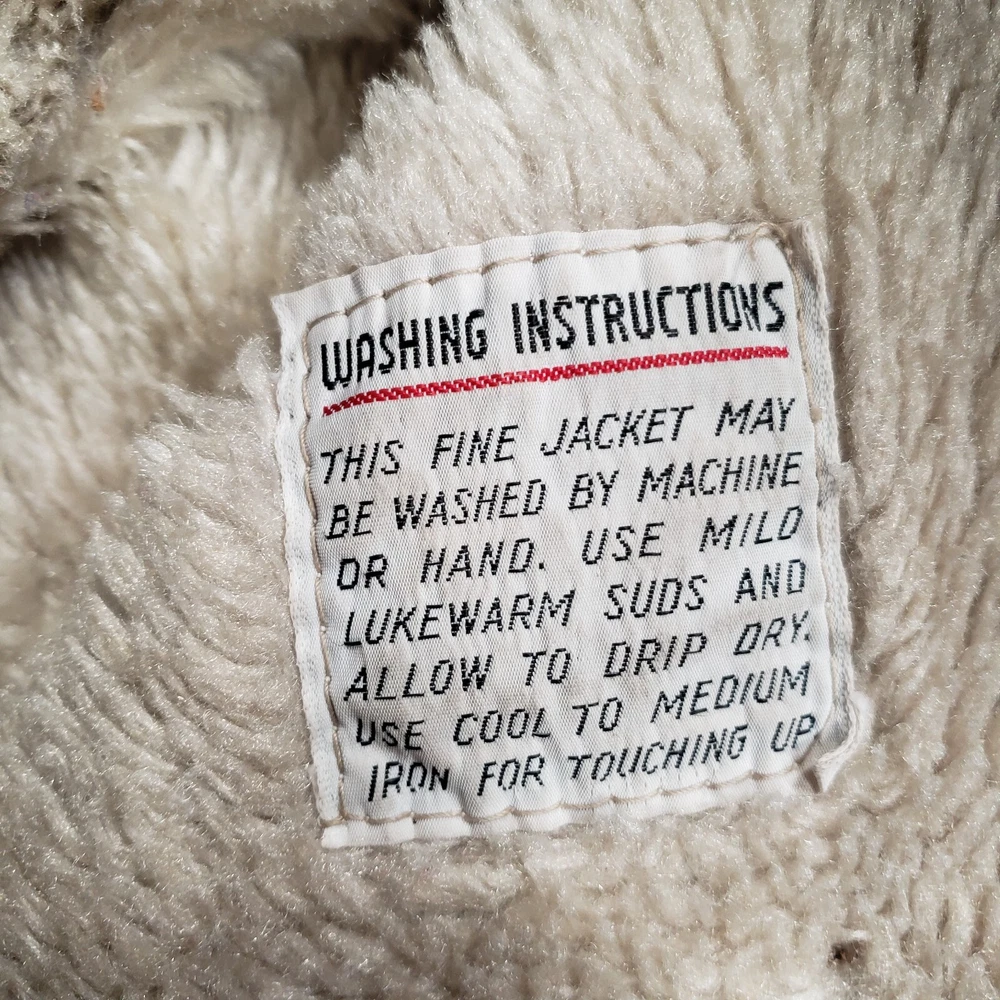 WASHING INSTRUCTIONS
THIS FINE JACKET MAY
BE WASHED BY MACHINE
OR HAND. USE MILD
LUKEWARM SUDS AND
ALLOW TO DRIP DRY.
USE COOL TO MEDIUM
IRON FOR TOUCHING UP